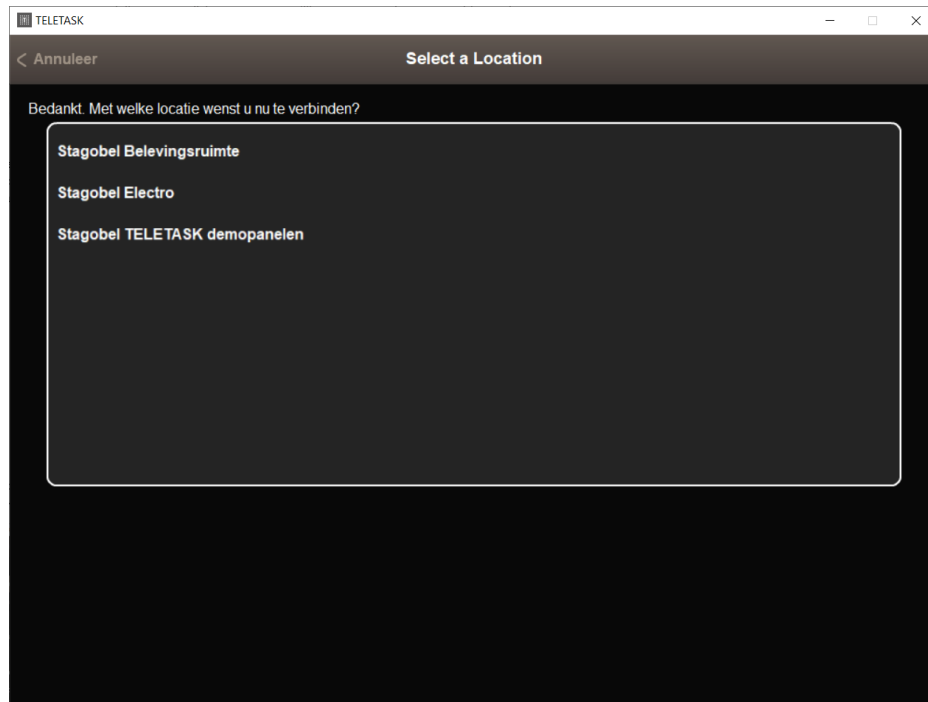 TELETASK
< Annuleer
Select a Location
Bedankt. Met welke locatie wenst u nu te verbinden?
Stagobel Belevingsruimte
Stagobel Electro
Stagobel TELETASK demopanelen